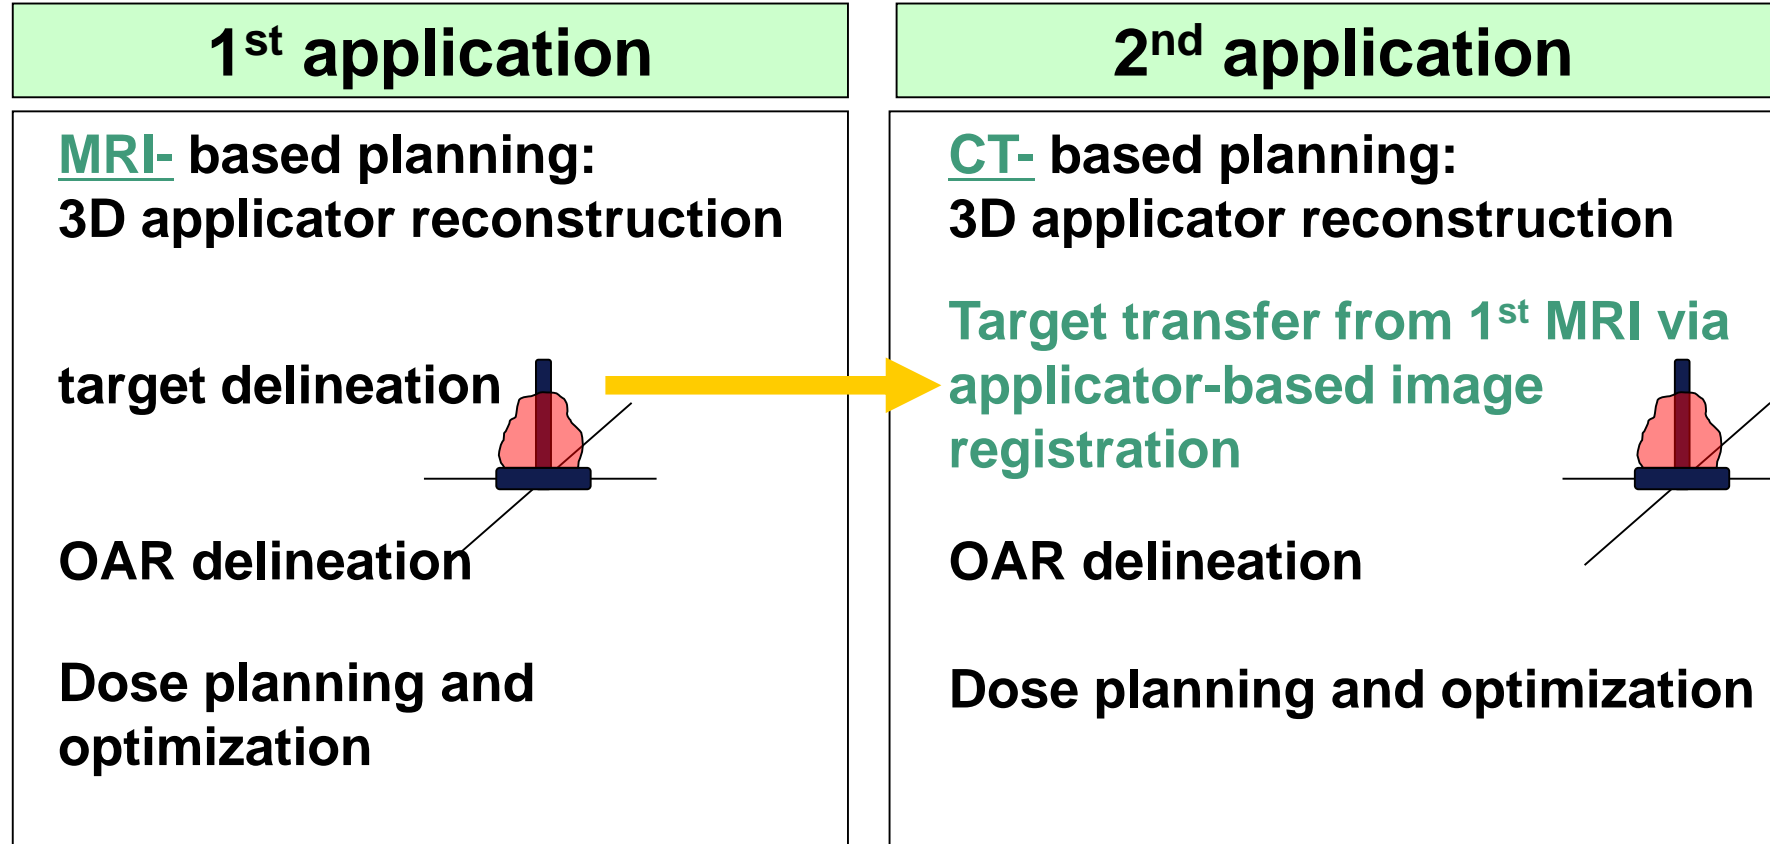 1st application
MRI- based planning:
3D applicator reconstruction
target delineation
OAR delineation
Dose planning and
optimization
2nd application
CT- based planning:
3D applicator reconstruction
Target transfer from 1st MRI via
applicator-based image
registration
OAR delineation
Dose planning and optimization